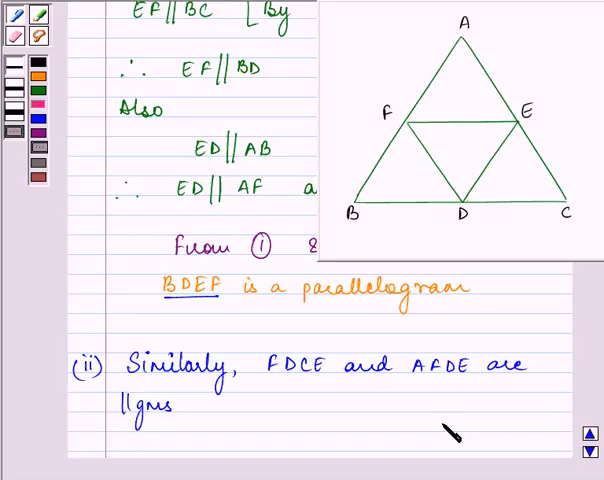 EF || BC [By
∴ EF || BD
Also
ED || AB
∴ ED || AF a
From ① &
BDEF is a parallelogram
(ii) Similarly, FDCE and AFDE are
||gms
A
F E
B D C